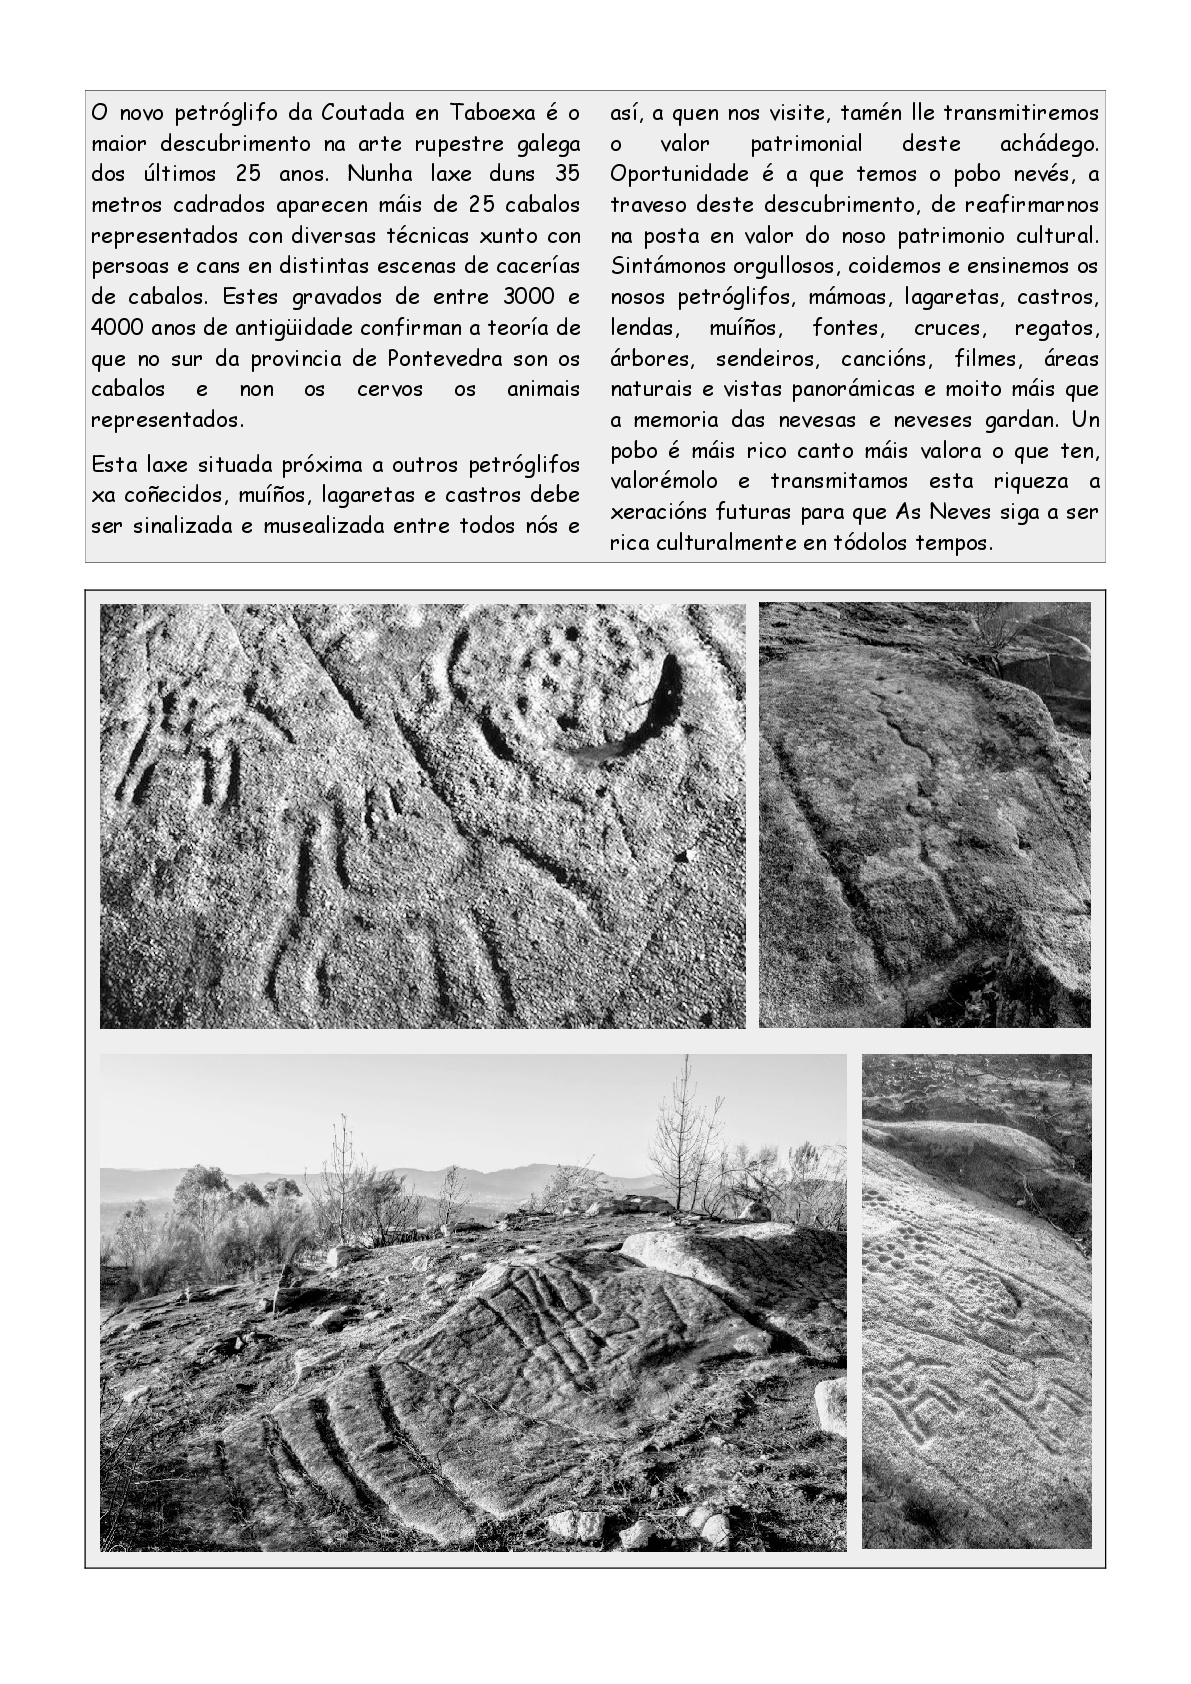 O novo petróglifo da Coutada en Taboexa é o
maior descubrimento na arte rupestre galega
dos últimos 25 anos. Nunha laxe duns 35
metros cadrados aparecen máis de 25 cabalos
representados con diversas técnicas xunto con
persoas e cans en distintas escenas de cacerías
de cabalos. Estes gravados de entre 3000 e
4000 anos de antigüidade confirman a teoría de
que no sur da provincia de Pontevedra son os
cabalos e non os cervos os animais
representados.
Esta laxe situada próxima a outros petróglifos
xa coñecidos, muíños, lagaretas e castros debe
ser sinalizada e musealizada entre todos nós e
así, a quen nos visite, tamén lle transmitiremos
o valor patrimonial deste achádego.
Oportunidade é a que temos o pobo nevés, a
traveso deste descubrimento, de reafirmarnos
na posta en valor do noso patrimonio cultural.
Sintámonos orgullosos, coidemos e ensinemos os
nosos petróglifos, mámoas, lagaretas, castros,
lendas, muíños, fontes, cruces, regatos,
árbores, sendeiros, cancións, filmes, áreas
naturais e vistas panorámicas e moito máis que
a memoria das nevesas e neveses gardan. Un
pobo é máis rico canto máis valora o que ten,
valorémolo e transmitamos esta riqueza a
xeracións futuras para que As Neves siga a ser
rica culturalmente en tódolos tempos.